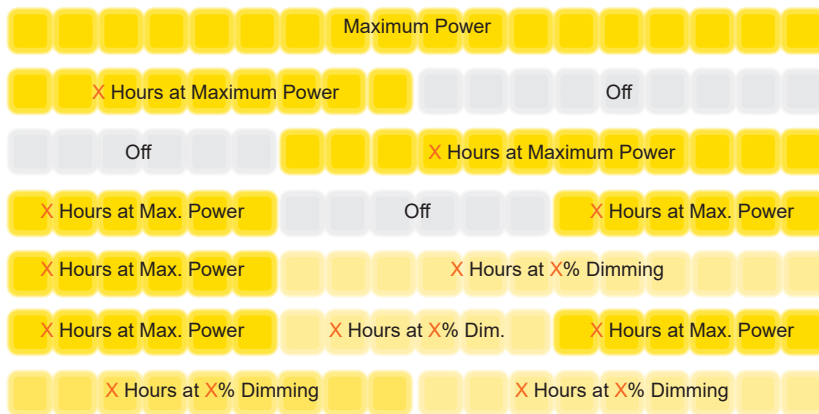 Maximum Power
X Hours at Maximum Power Off
Off X Hours at Maximum Power
X Hours at Max. Power Off X Hours at Max. Power
X Hours at Max. Power X Hours at X% Dimming
X Hours at Max. Power X Hours at X% Dim. X Hours at Max. Power
X Hours at X% Dimming X Hours at X% Dimming